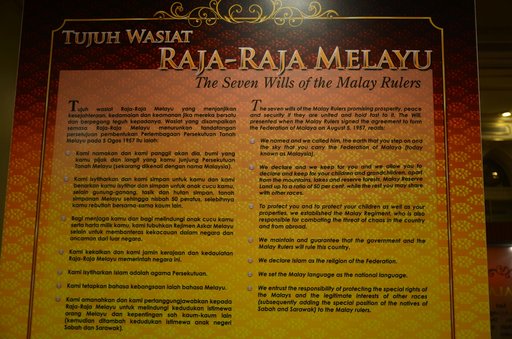 TUJUH WASIAT
RAJA-RAJA MELAYU
The Seven Wills of the Malay Rulers
Tujuh wasiat Raja-Raja Melayu yang menjanjikan
kesejahteraan, kedamaian dan keamanan jika mereka bersatu
dan berpegang teguh kepadanya. Wasiat yang disampaikan
semasa Raja-Raja Melayu menurunkan tandatangan
persetujuan pembentukan Perlembagaan Persekutuan Tanah
Melayu pada 5 Ogos 1957 itu ialah:
Kami namakan dan kami panggil akan dia, bumi yang
kamu pijak dan langit yang kamu junjung Persekutuan
Tanah Melayu (sekarang dikenali dengan nama Malaysia).
Kami isytiharkan dan kami simpan untuk kamu dan kami
benarkan kamu isytihar dan simpan untuk anak cucu kamu,
selain gunung-ganang, tasik dan hutan simpan, tanah
simpanan Melayu sehingga nisbah 50 peratus, selebihnya
kamu rebutlah bersama-sama kaum lain.
Bagi menjaga kamu dan bagi melindungi anak cucu kamu
serta harta milik kamu, kami tubuhkan Rejimen Askar Melayu
selain untuk membanteras kekacauan dalam negara dan
ancaman dari luar negara.
Kami kekalkan dan kami jamin kerajaan dan kedaulatan
Raja-Raja Melayu memerintah negara ini.
Kami isytiharkan Islam adalah agama Persekutuan.
Kami tetapkan bahasa kebangsaan ialah bahasa Melayu.
Kami amanahkan dan kami pertanggungjawabkan kepada
Raja-Raja Melayu untuk melindungi kedudukan istimewa
orang Melayu dan kepentingan sah kaum-kaum lain
(kemudian ditambah kedudukan istimewa anak negeri
Sabah dan Sarawak).
The seven wills of the Malay Rulers promising prosperity, peace
and security if they are united and hold fast to it. The Will,
presented when the Malay Rulers signed the agreement to form
the Federation of Malaya on August 5, 1957, reads:
We named and we called him, the earth that you step on and
the sky that you carry the Federation of Malaya (today
known as Malaysia).
We declare and we keep for you and we allow you to
declare and keep for your children and grandchildren, apart
from the mountains, lakes and reserve forests, Malay Reserve
Land up to a ratio of 50 per cent, while the rest you may
share with other races.
To protect you and to protect your children as well as your
properties, we established the Malay Regiment, who is also
responsible for combating the threat of chaos in the country
and from abroad.
We maintain and guarantee that the government and the
Malay Rulers will rule this country.
We declare Islam as the religion of the Federation.
We set the Malay language as the national language.
We entrust the responsibility of protecting the special rights of
the Malays and the legitimate interests of other races
(subsequently adding the special position of the natives of
Sabah and Sarawak) to the Malay rulers.